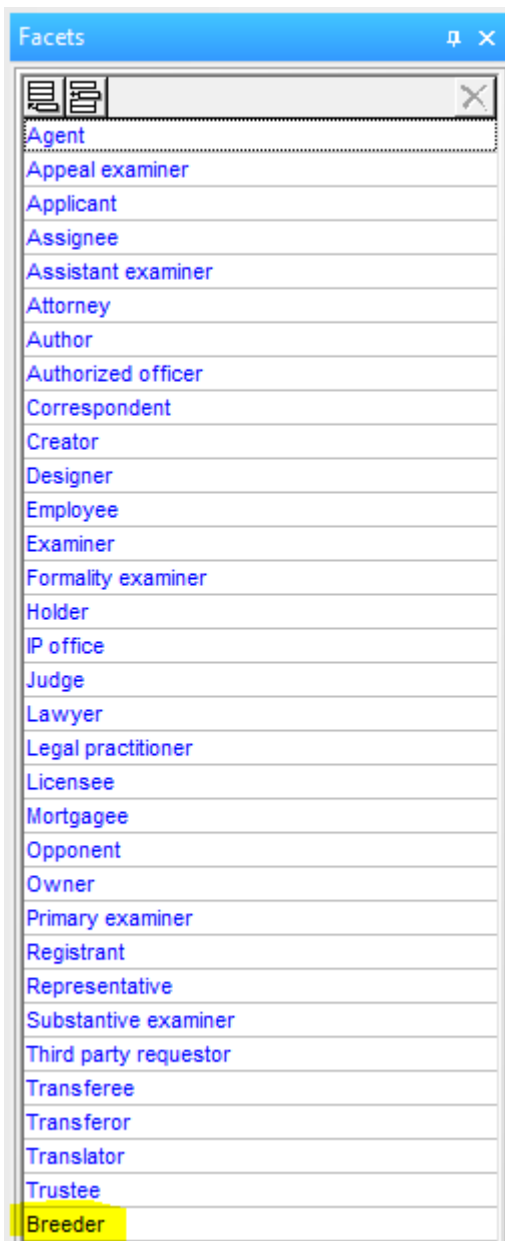 Facets
Agent
Appeal examiner
Applicant
Assignee
Assistant examiner
Attorney
Author
Authorized officer
Correspondent
Creator
Designer
Employee
Examiner
Formality examiner
Holder
IP office
Judge
Lawyer
Legal practitioner
Licensee
Mortgagee
Opponent
Owner
Primary examiner
Registrant
Representative
Substantive examiner
Third party requestor
Transferee
Transferor
Translator
Trustee
Breeder